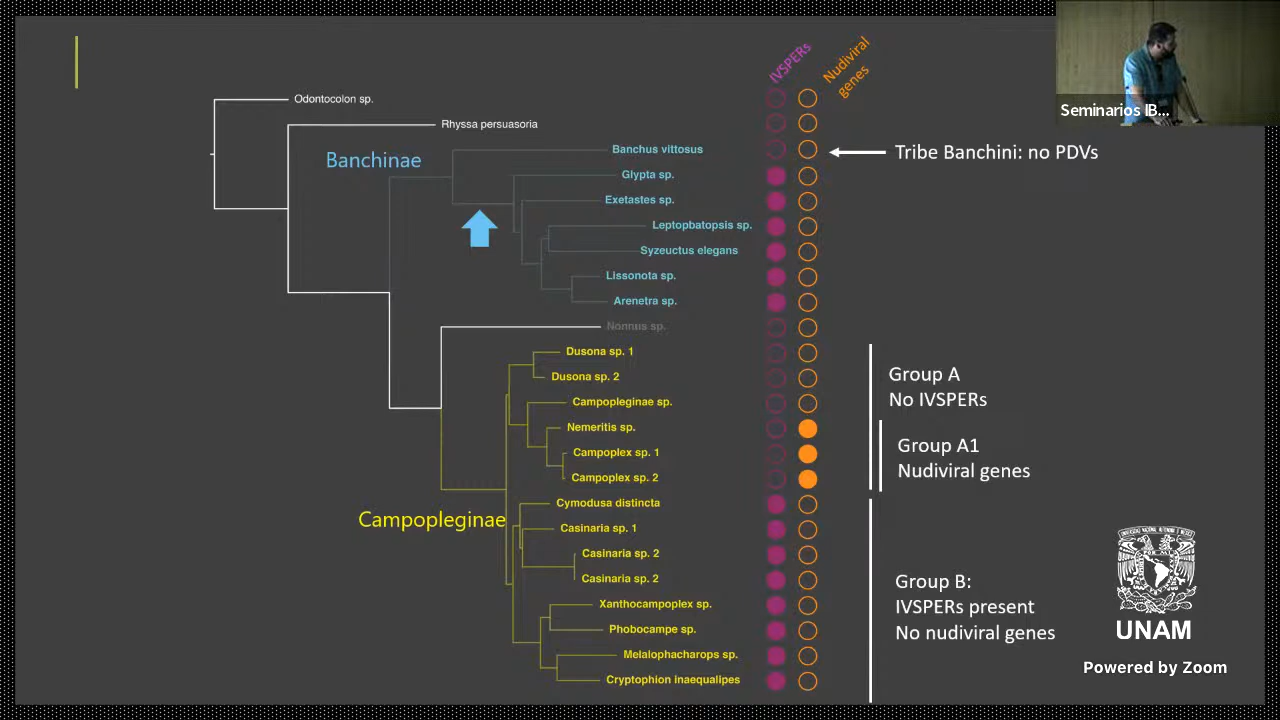 IVSPERs
Nudiviral
genes
Odontocolon sp.
Rhyssa persuasoria
Seminarios IB...
Banchinae
Banchus vittosus
Tribe Banchini: no PDVs
Glypta sp.
Exetastes sp.
Leptopbatopsis sp.
Syzeuctus elegans
Lissonota sp.
Arenetra sp.
Nonnus sp.
Dusona sp. 1
Dusona sp. 2
Campopleginae sp.
Nemeritis sp.
Campoplex sp. 1
Campoplex sp. 2
Group A
No IVSPERs
Group A1
Nudiviral genes
Campopleginae
Cymodusa distincta
Casinaria sp. 1
Casinaria sp. 2
Casinaria sp. 2
Xanthocampoplex sp.
Phobocampe sp.
Melalophacharops sp.
Cryptophion inaequalipes
Group B:
IVSPERs present
No nudiviral genes
UNAM
Powered by Zoom